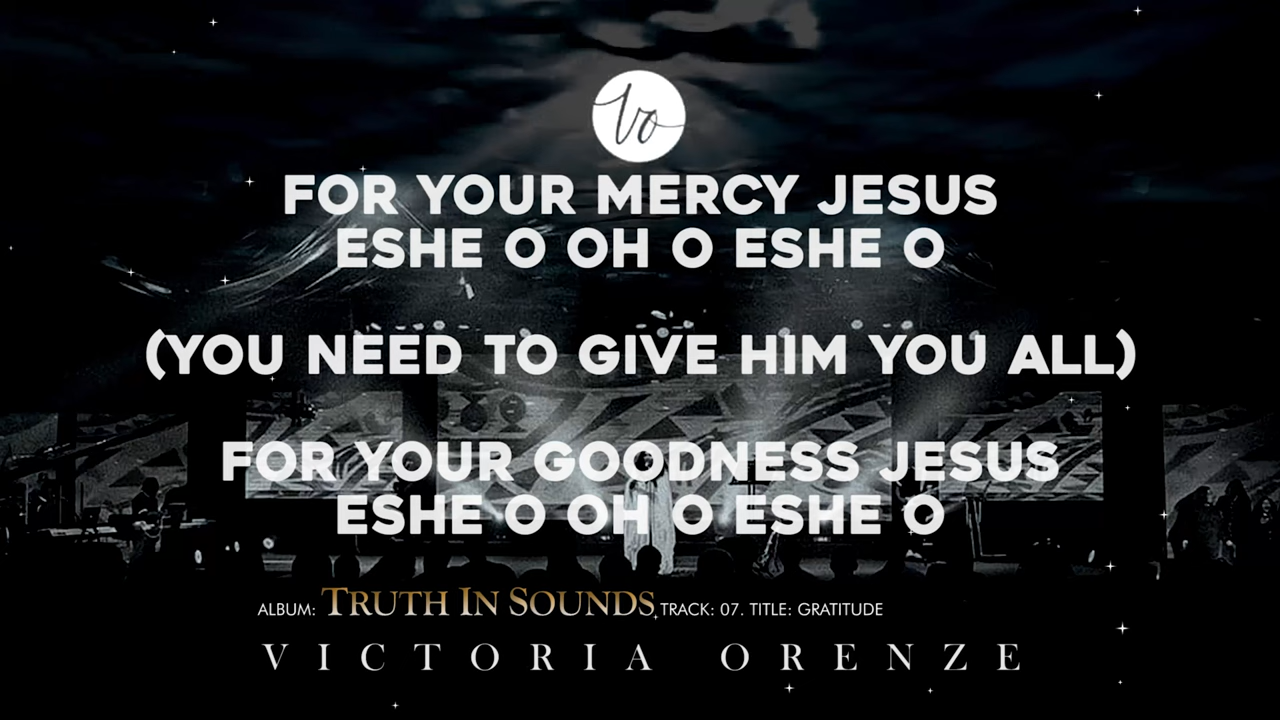 Vo
FOR YOUR MERCY JESUS
ESHE O OH O ESHE O
(YOU NEED TO GIVE HIM YOU ALL)
FOR YOUR GOODNESS JESUS
ESHE O OH O ESHE O
ALBUM: TRUTH IN SOUNDS, TRACK: 07. TITLE: GRATITUDE
VICTORIA ORENZE